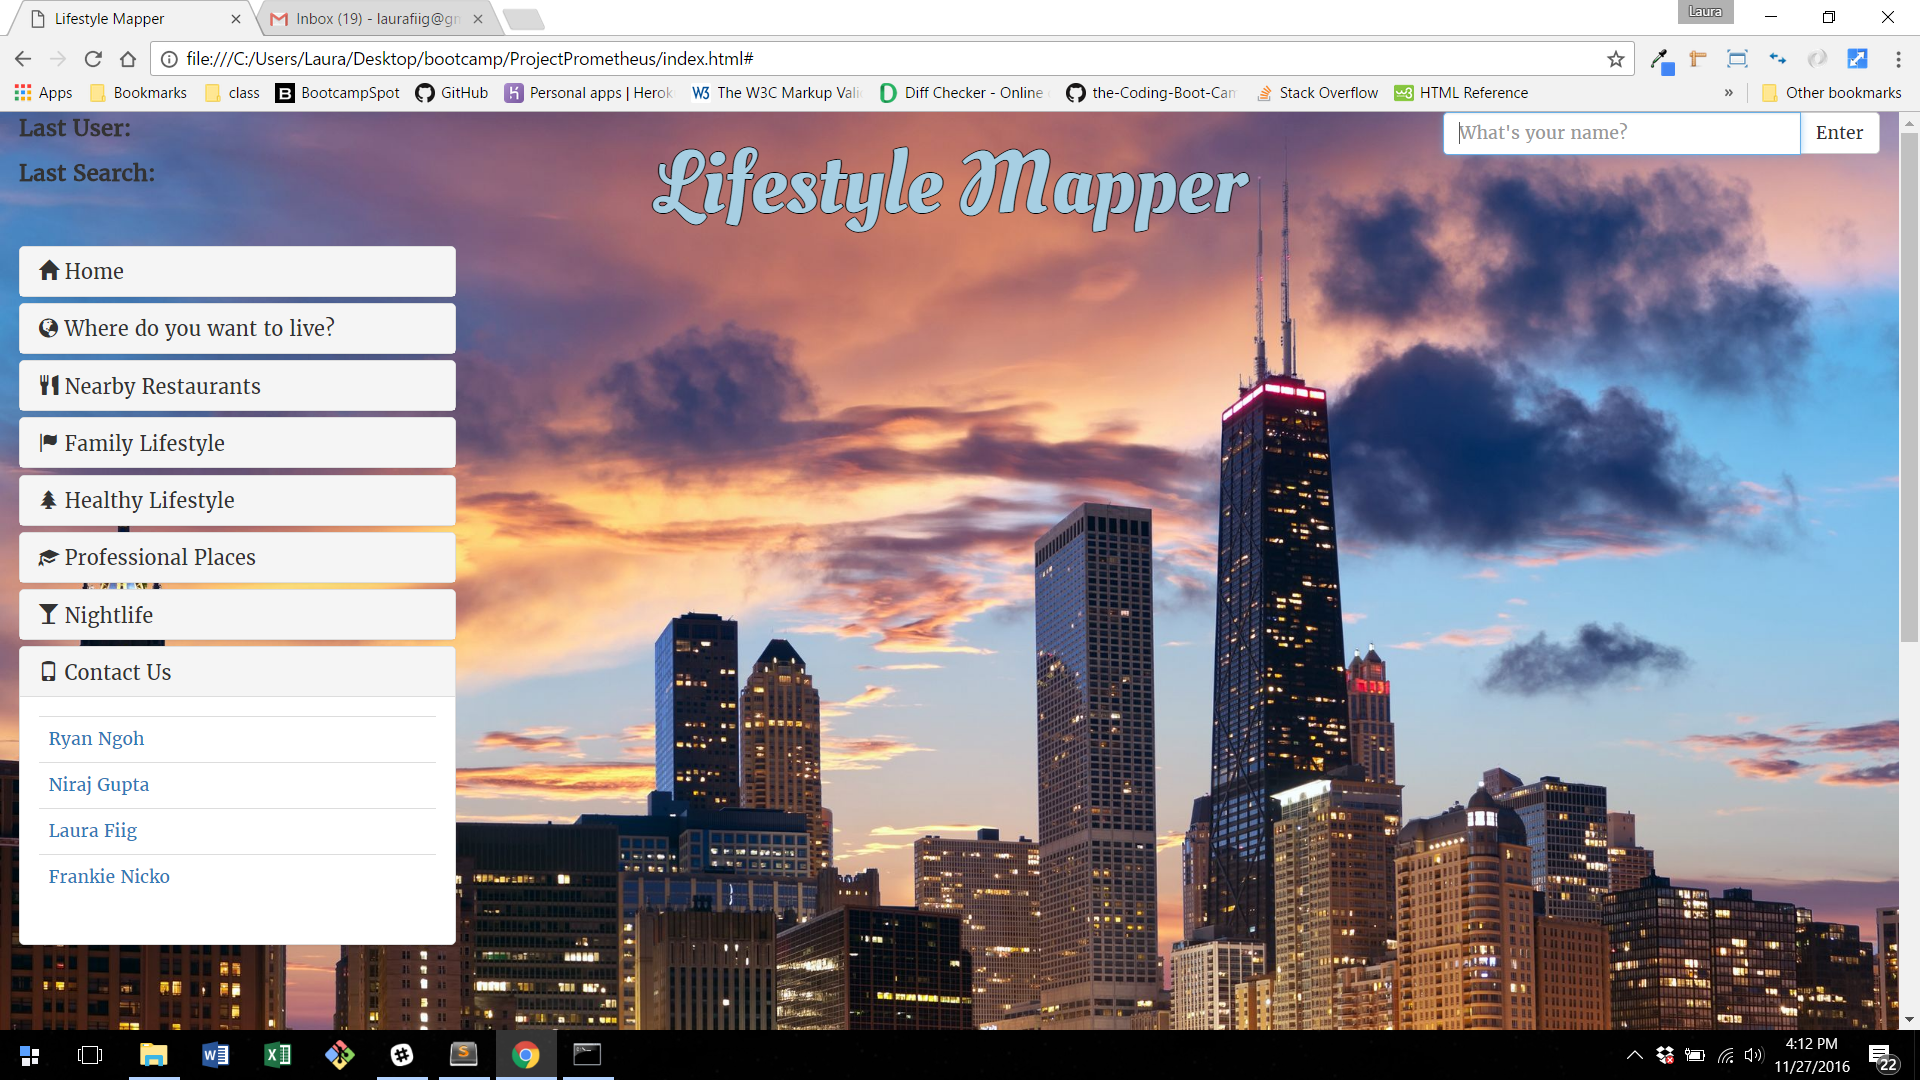 Lifestyle Mapper
Inbox (19) - laurafiig@gm
Laura
file:///C:/Users/Laura/Desktop/bootcamp/ProjectPrometheus/index.html#
Apps Bookmarks class BootcampSpot GitHub Personal apps | Herok The W3C Markup Vali Diff Checker - Online the-Coding-Boot-Cam Stack Overflow HTML Reference » Other bookmarks
Last User:
What's your name? Enter
Last Search:
Lifestyle Mapper
Home
Where do you want to live?
Nearby Restaurants
Family Lifestyle
Healthy Lifestyle
Professional Places
Nightlife
Contact Us
Ryan Ngoh
Niraj Gupta
Laura Fiig
Frankie Nicko
4:12 PM
11/27/2016
22